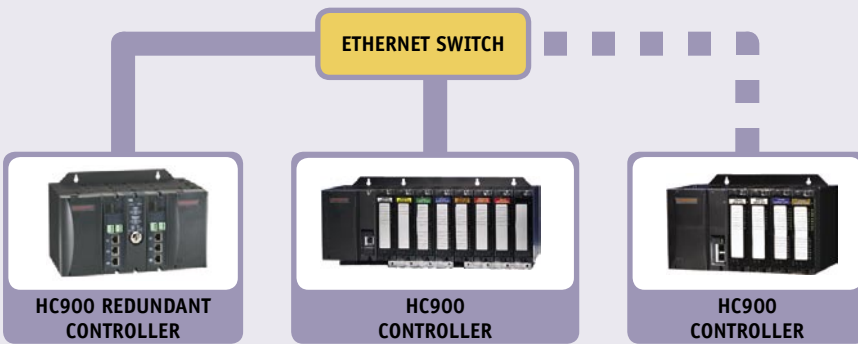 ETHERNET SWITCH
HC900 REDUNDANT
CONTROLLER
HC900
CONTROLLER
HC900
CONTROLLER